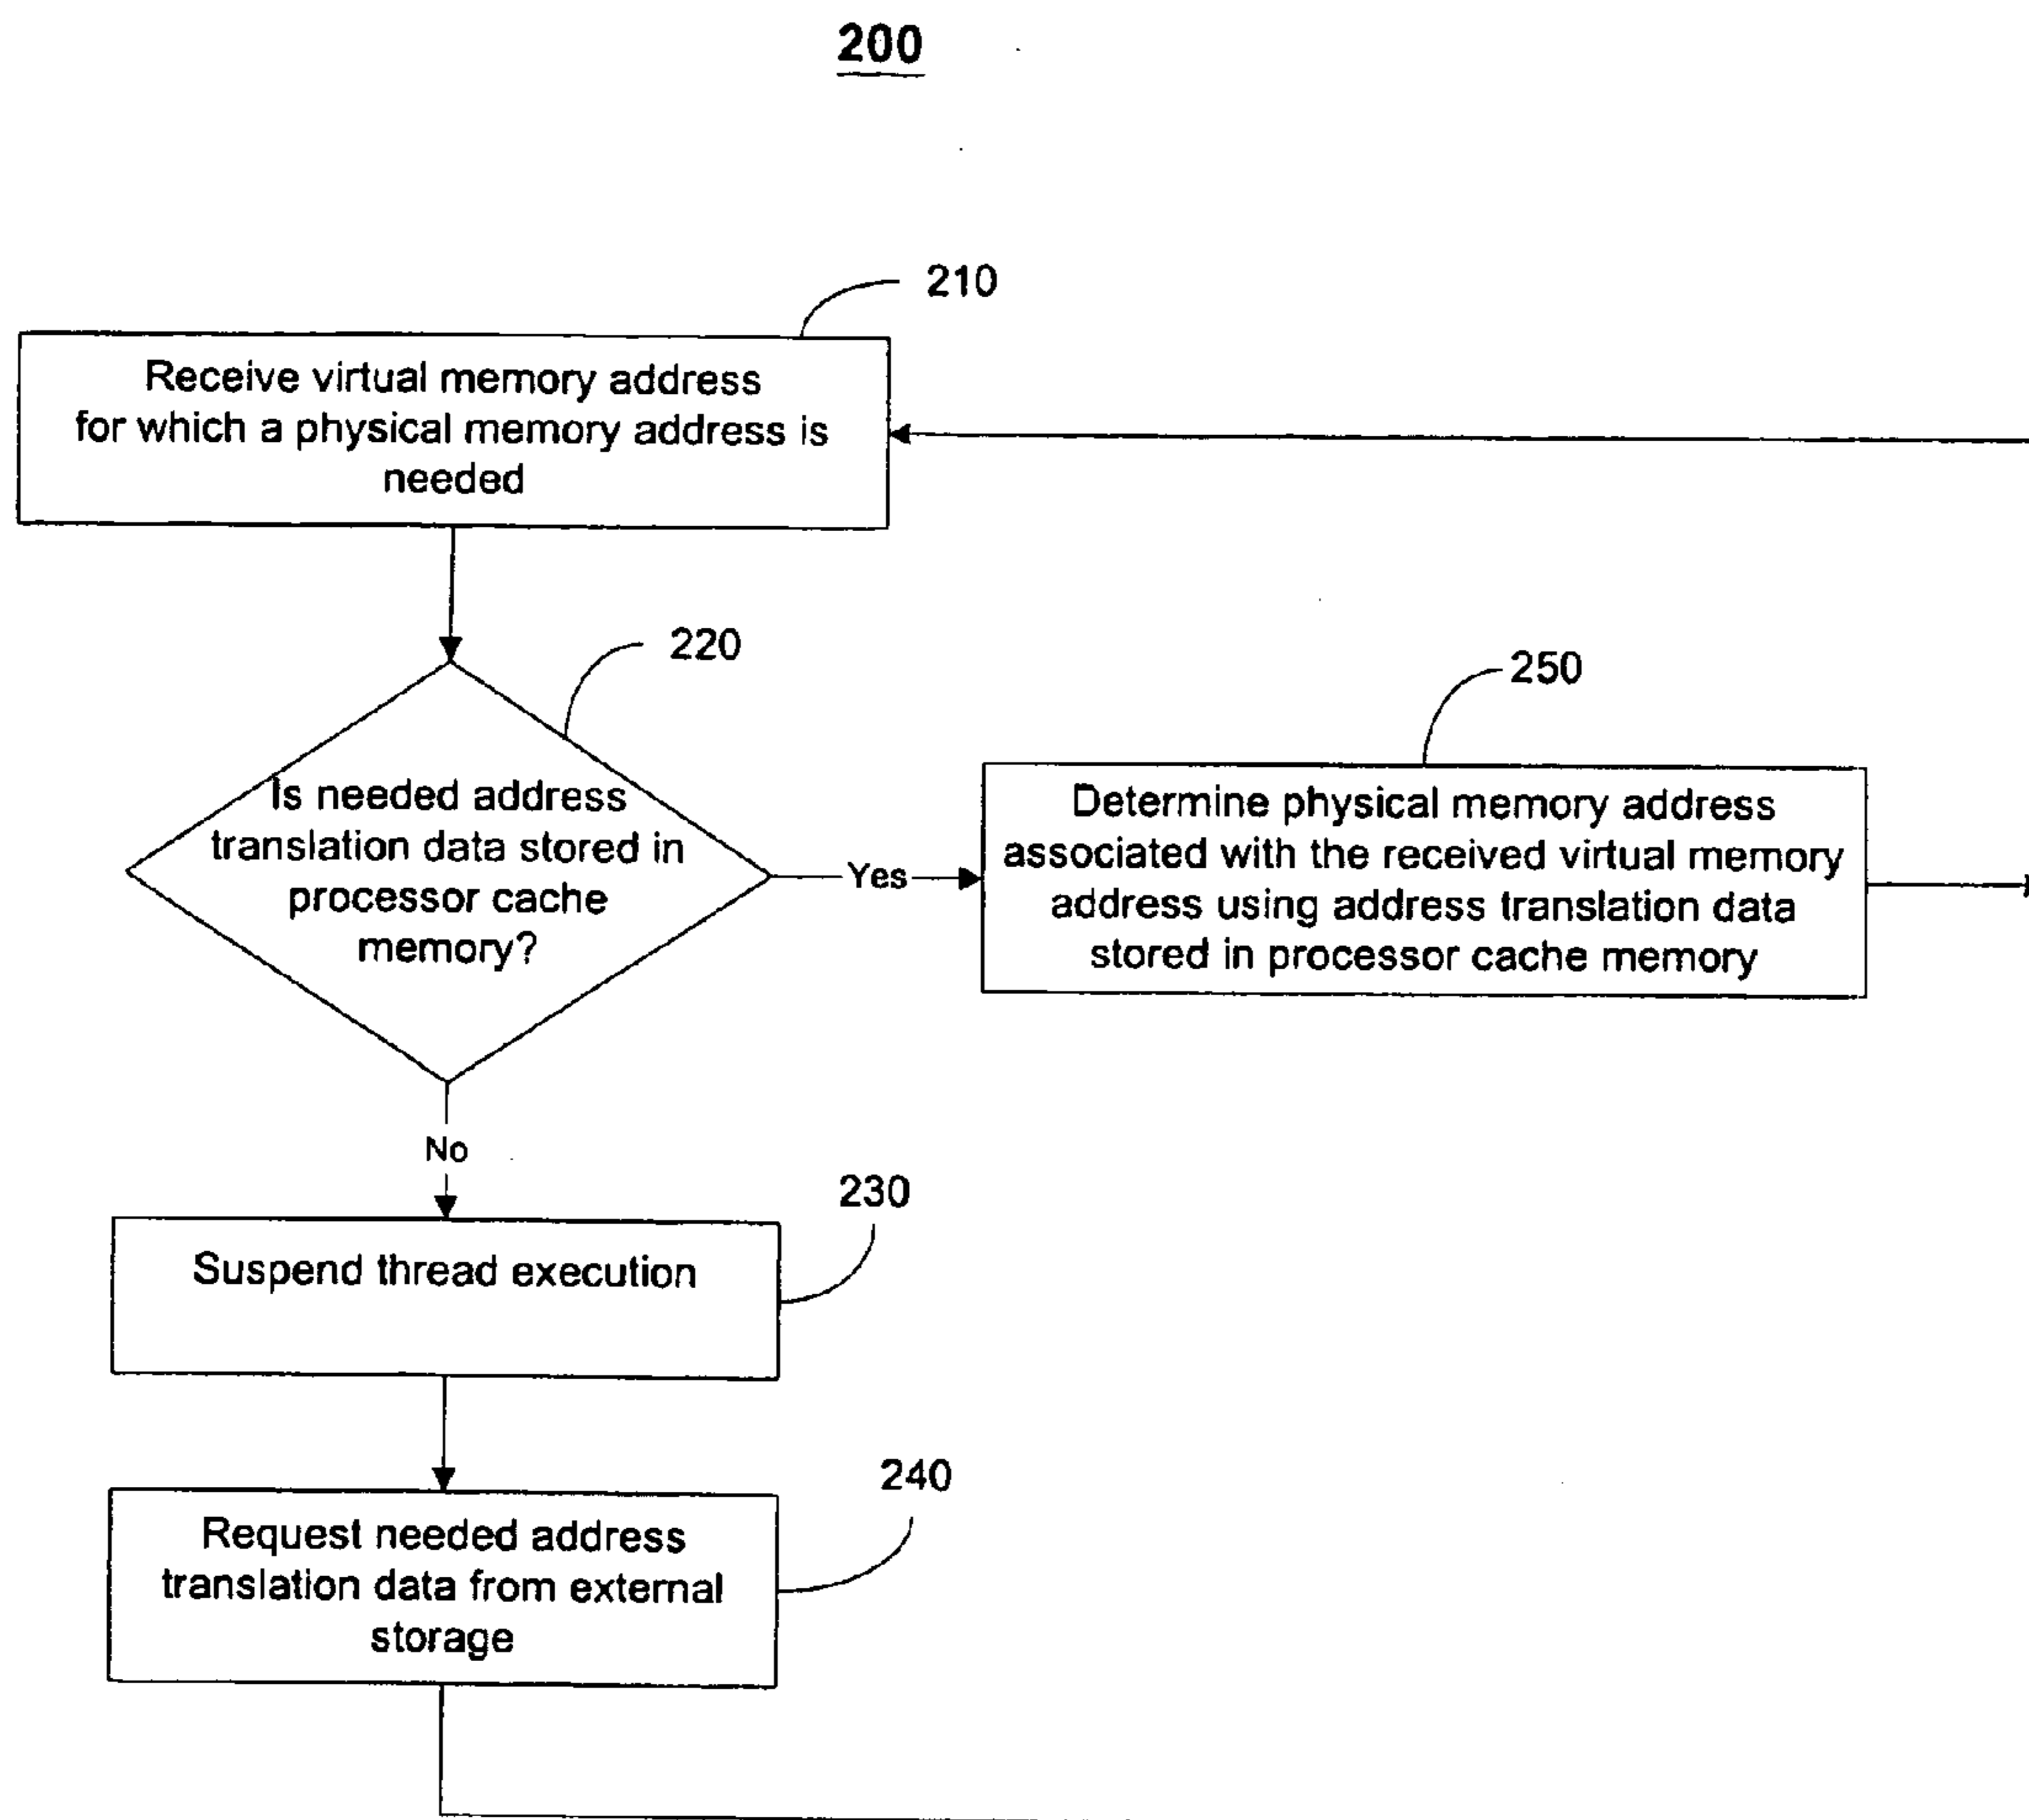 200
210
Receive virtual memory address
for which a physical memory address is
needed
220
Is needed address
translation data stored in
processor cache
memory?
Yes
250
Determine physical memory address
associated with the received virtual memory
address using address translation data
stored in processor cache memory
No
230
Suspend thread execution
240
Request needed address
translation data from external
storage